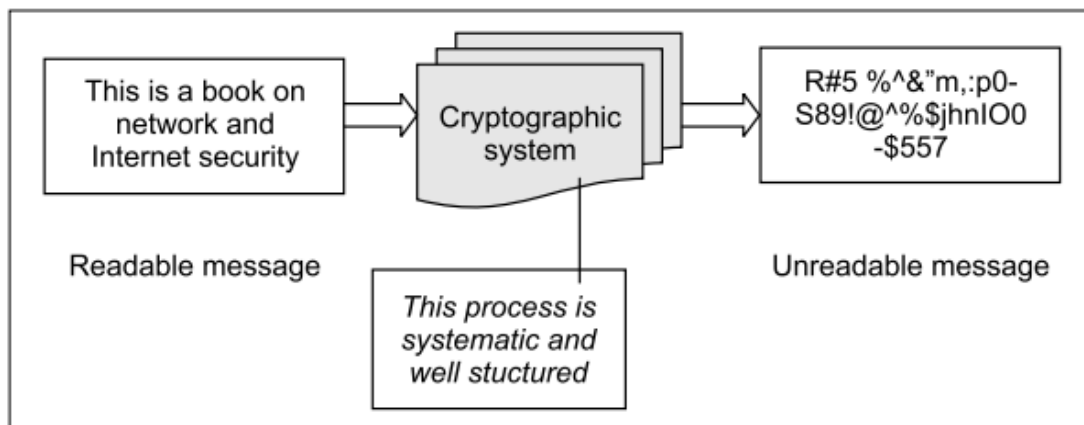 This is a book on
network and
Internet security
Cryptographic
system
R#5 %^&”m,:p0-
S89!@^%$jhnIO0
-$557
Readable message
Unreadable message
This process is
systematic and
well stuctured